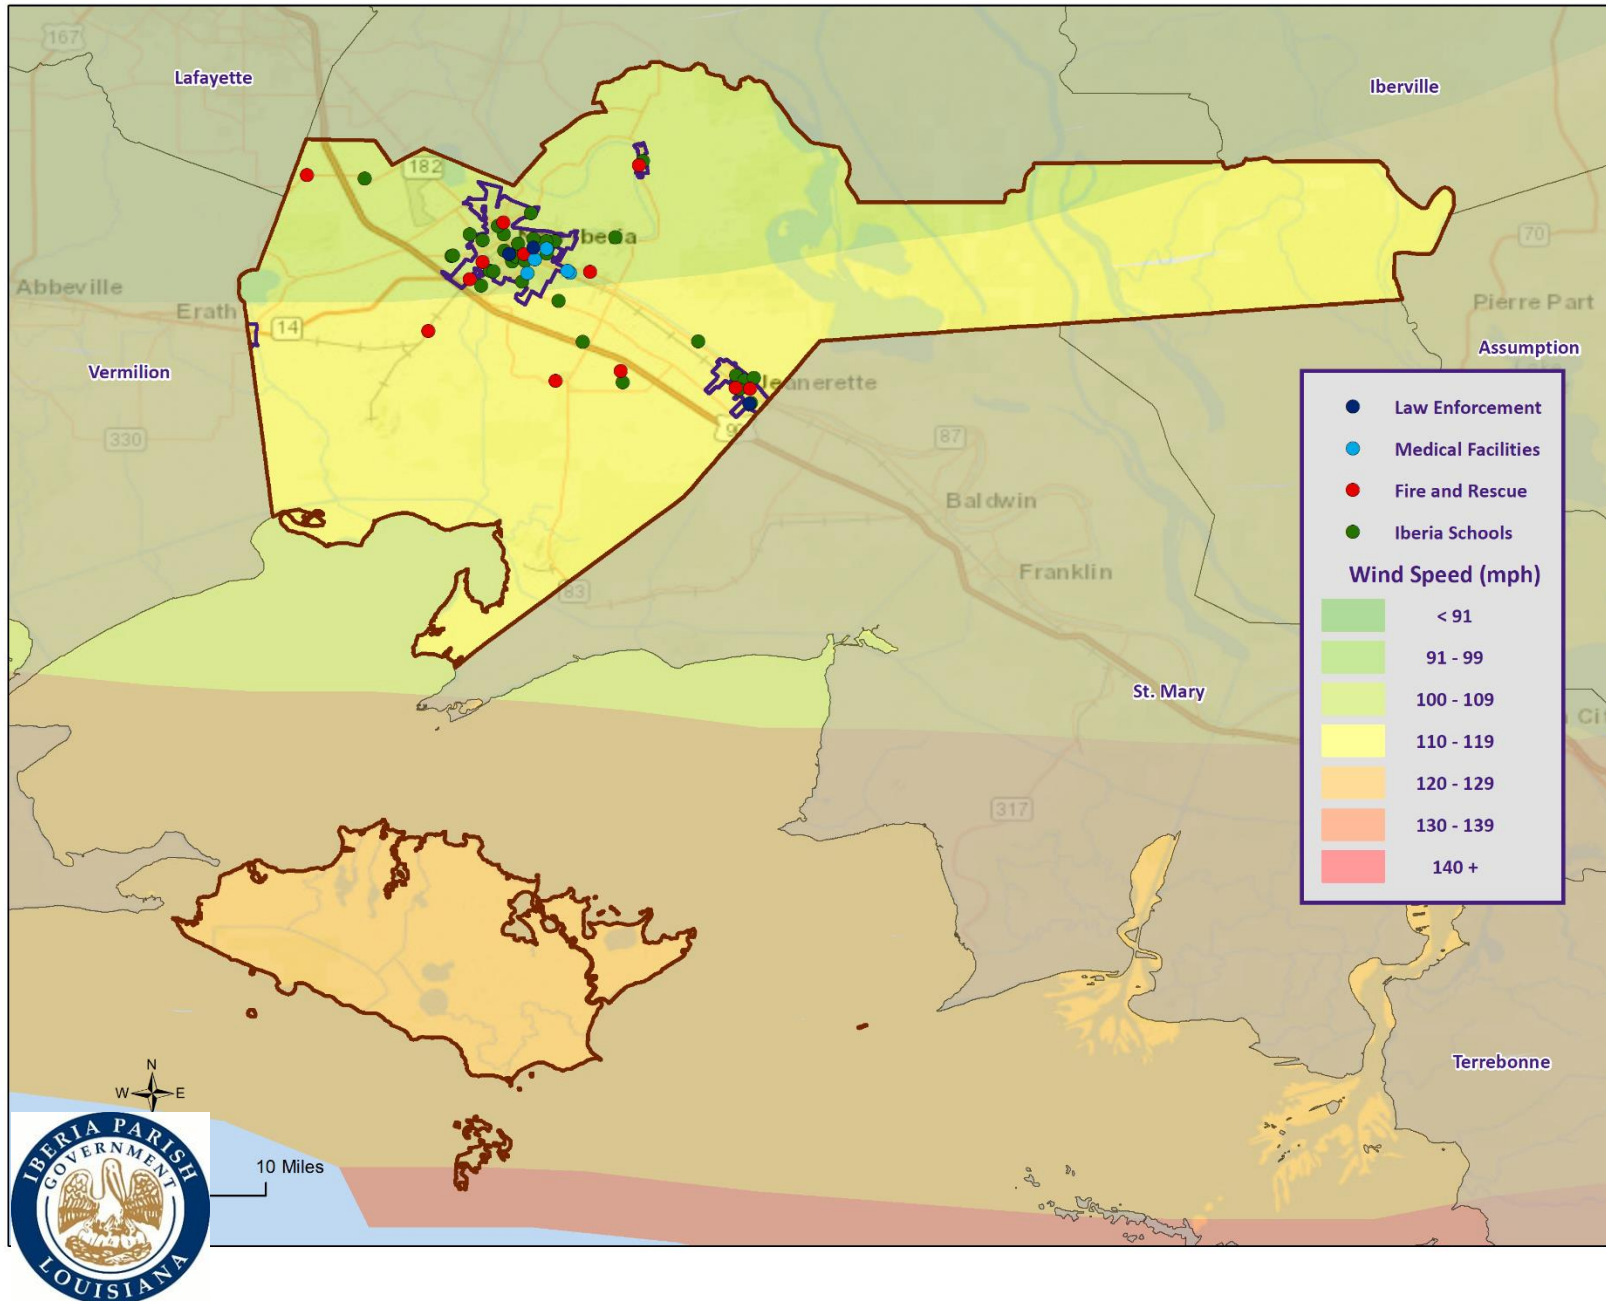 167
Lafayette
Iberville
182
beria
70
Abbeville
Erath
14
Pierre Part
Assumption
Vermilion
Jeanerette
330
87
Baldwin
Franklin
83
St. Mary
317
Terrebonne
Law Enforcement
Medical Facilities
Fire and Rescue
Iberia Schools
Wind Speed (mph)
< 91
91 - 99
100 - 109
110 - 119
120 - 129
130 - 139
140 +
N
W E
10 Miles
IBERIA PARISH
GOVERNMENT
LOUISIANA